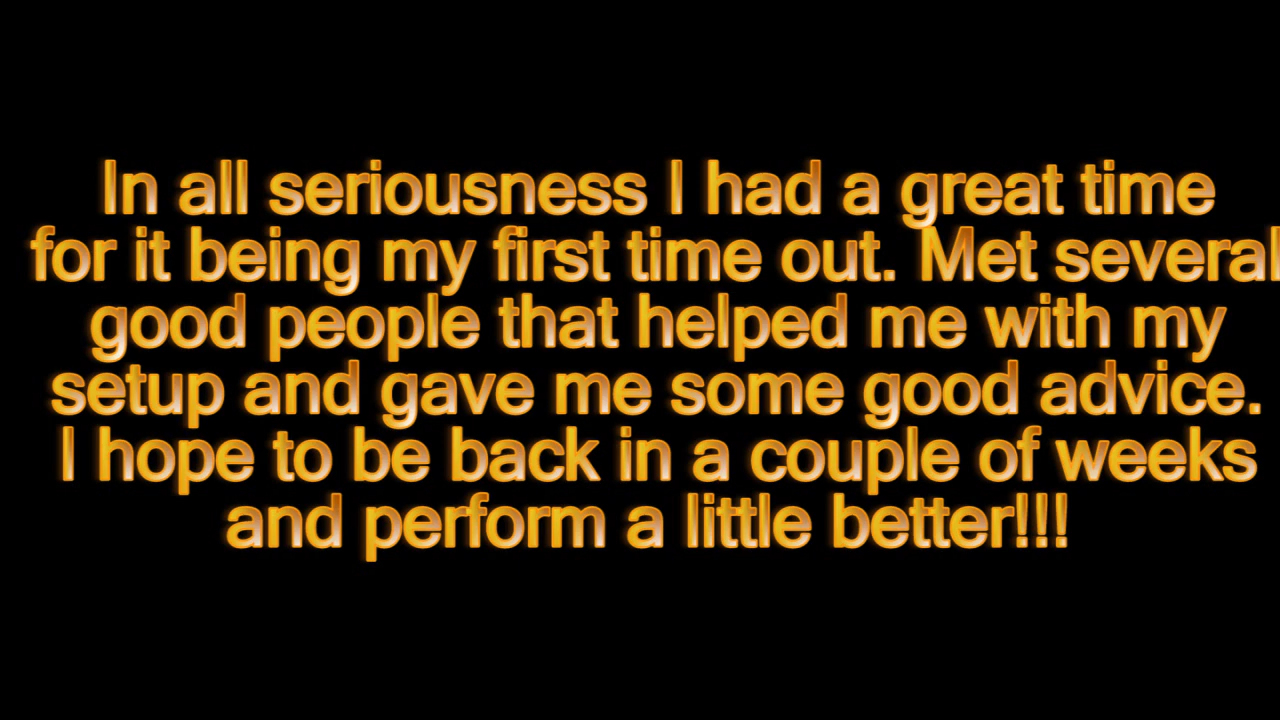 In all seriousness I had a great time
for it being my first time out. Met several
good people that helped me with my
setup and gave me some good advice.
I hope to be back in a couple of weeks
and perform a little better!!!